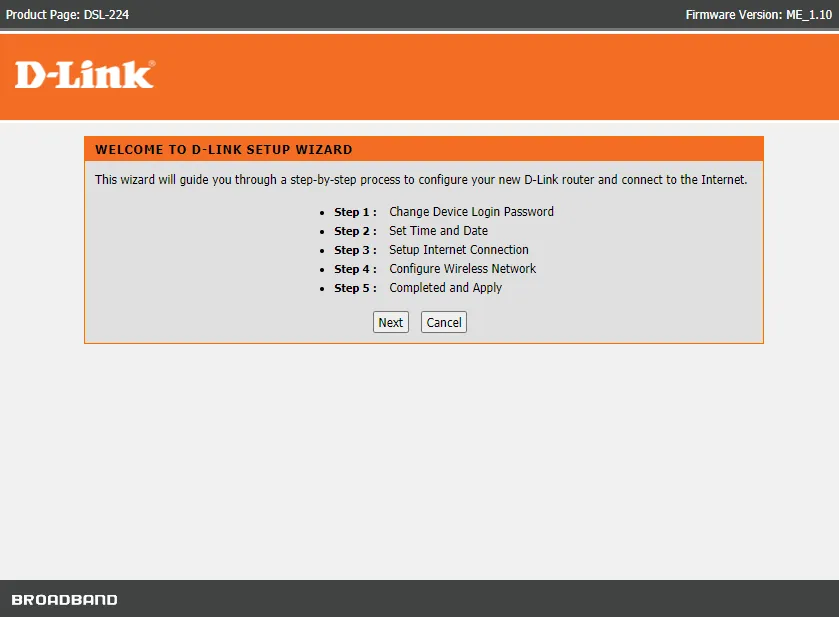 Product Page: DSL-224
Firmware Version: ME_1.10
D-Link
WELCOME TO D-LINK SETUP WIZARD
This wizard will guide you through a step-by-step process to configure your new D-Link router and connect to the Internet.
• Step 1 : Change Device Login Password
• Step 2 : Set Time and Date
• Step 3 : Setup Internet Connection
• Step 4 : Configure Wireless Network
• Step 5 : Completed and Apply
Next Cancel
BROADBAND